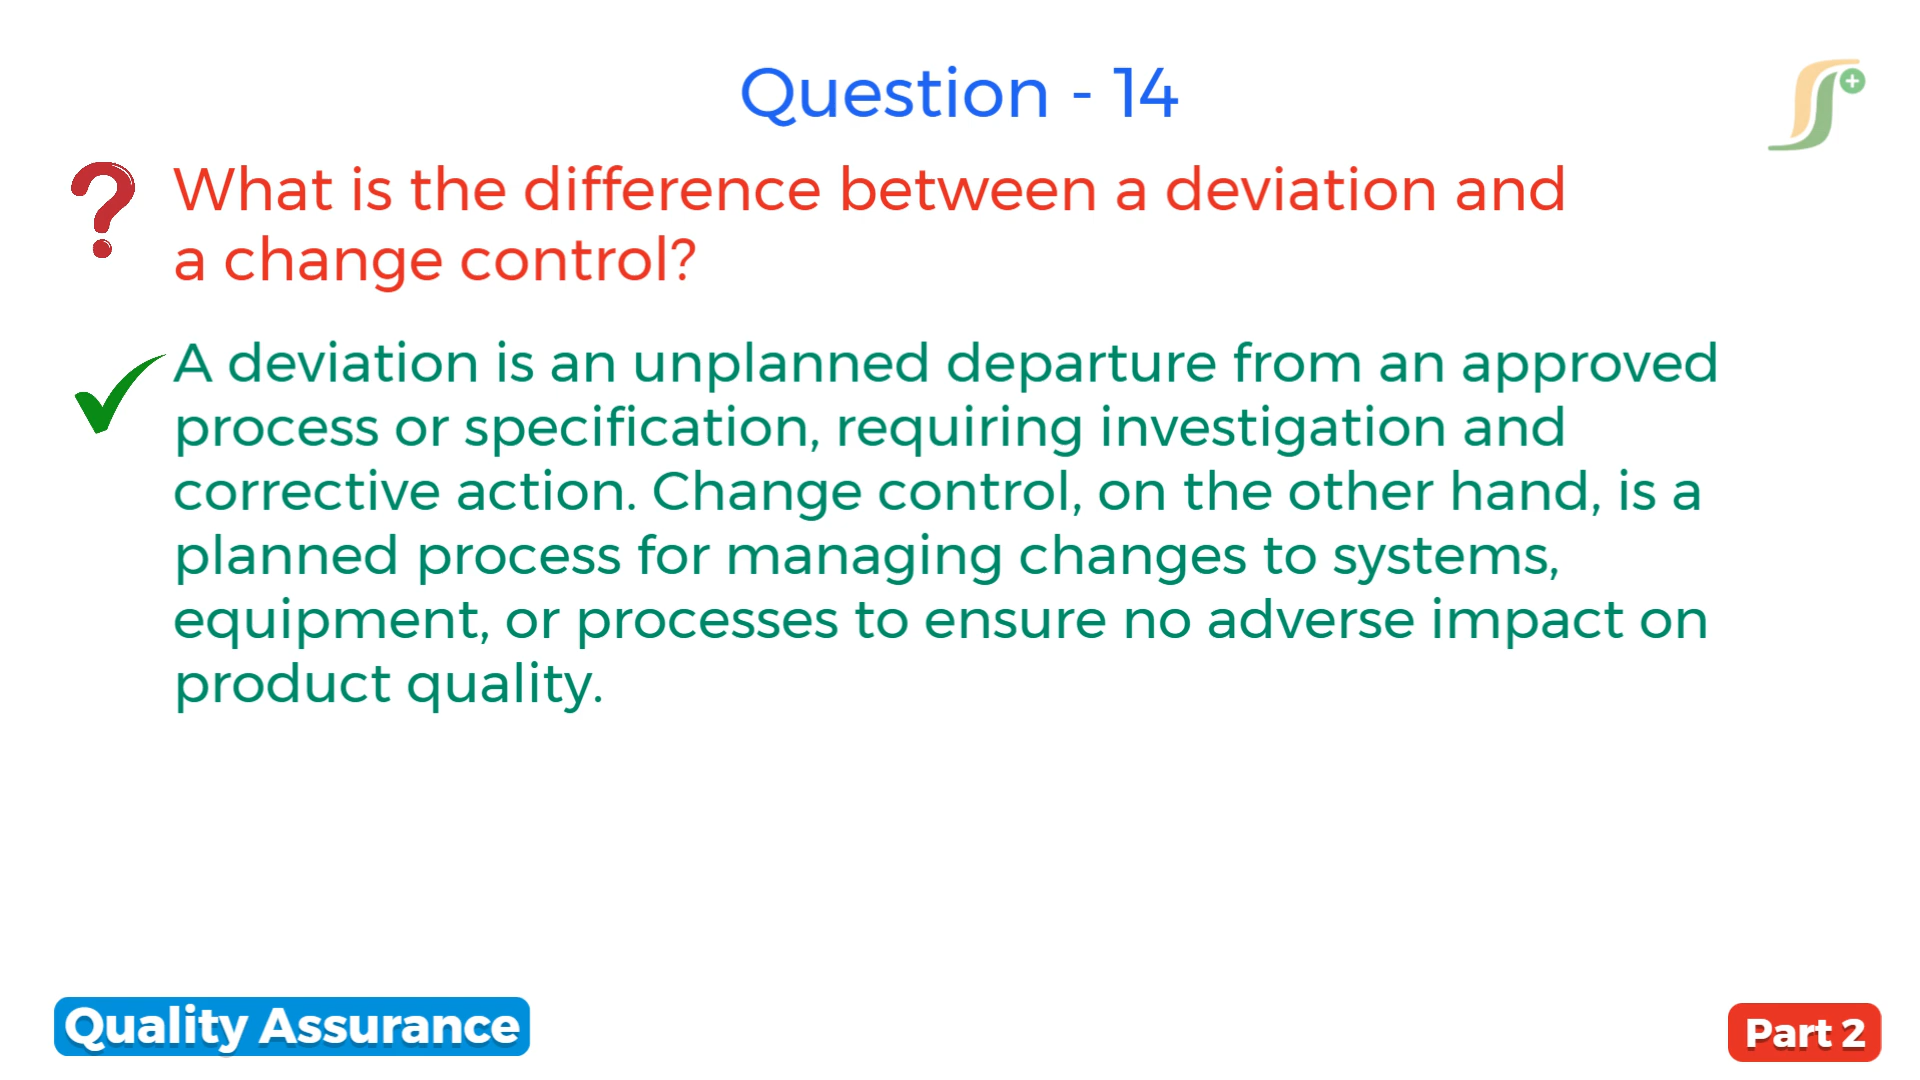 Question - 14
What is the difference between a deviation and
a change control?
A deviation is an unplanned departure from an approved
process or specification, requiring investigation and
corrective action. Change control, on the other hand, is a
planned process for managing changes to systems,
equipment, or processes to ensure no adverse impact on
product quality.
Quality Assurance
Part 2